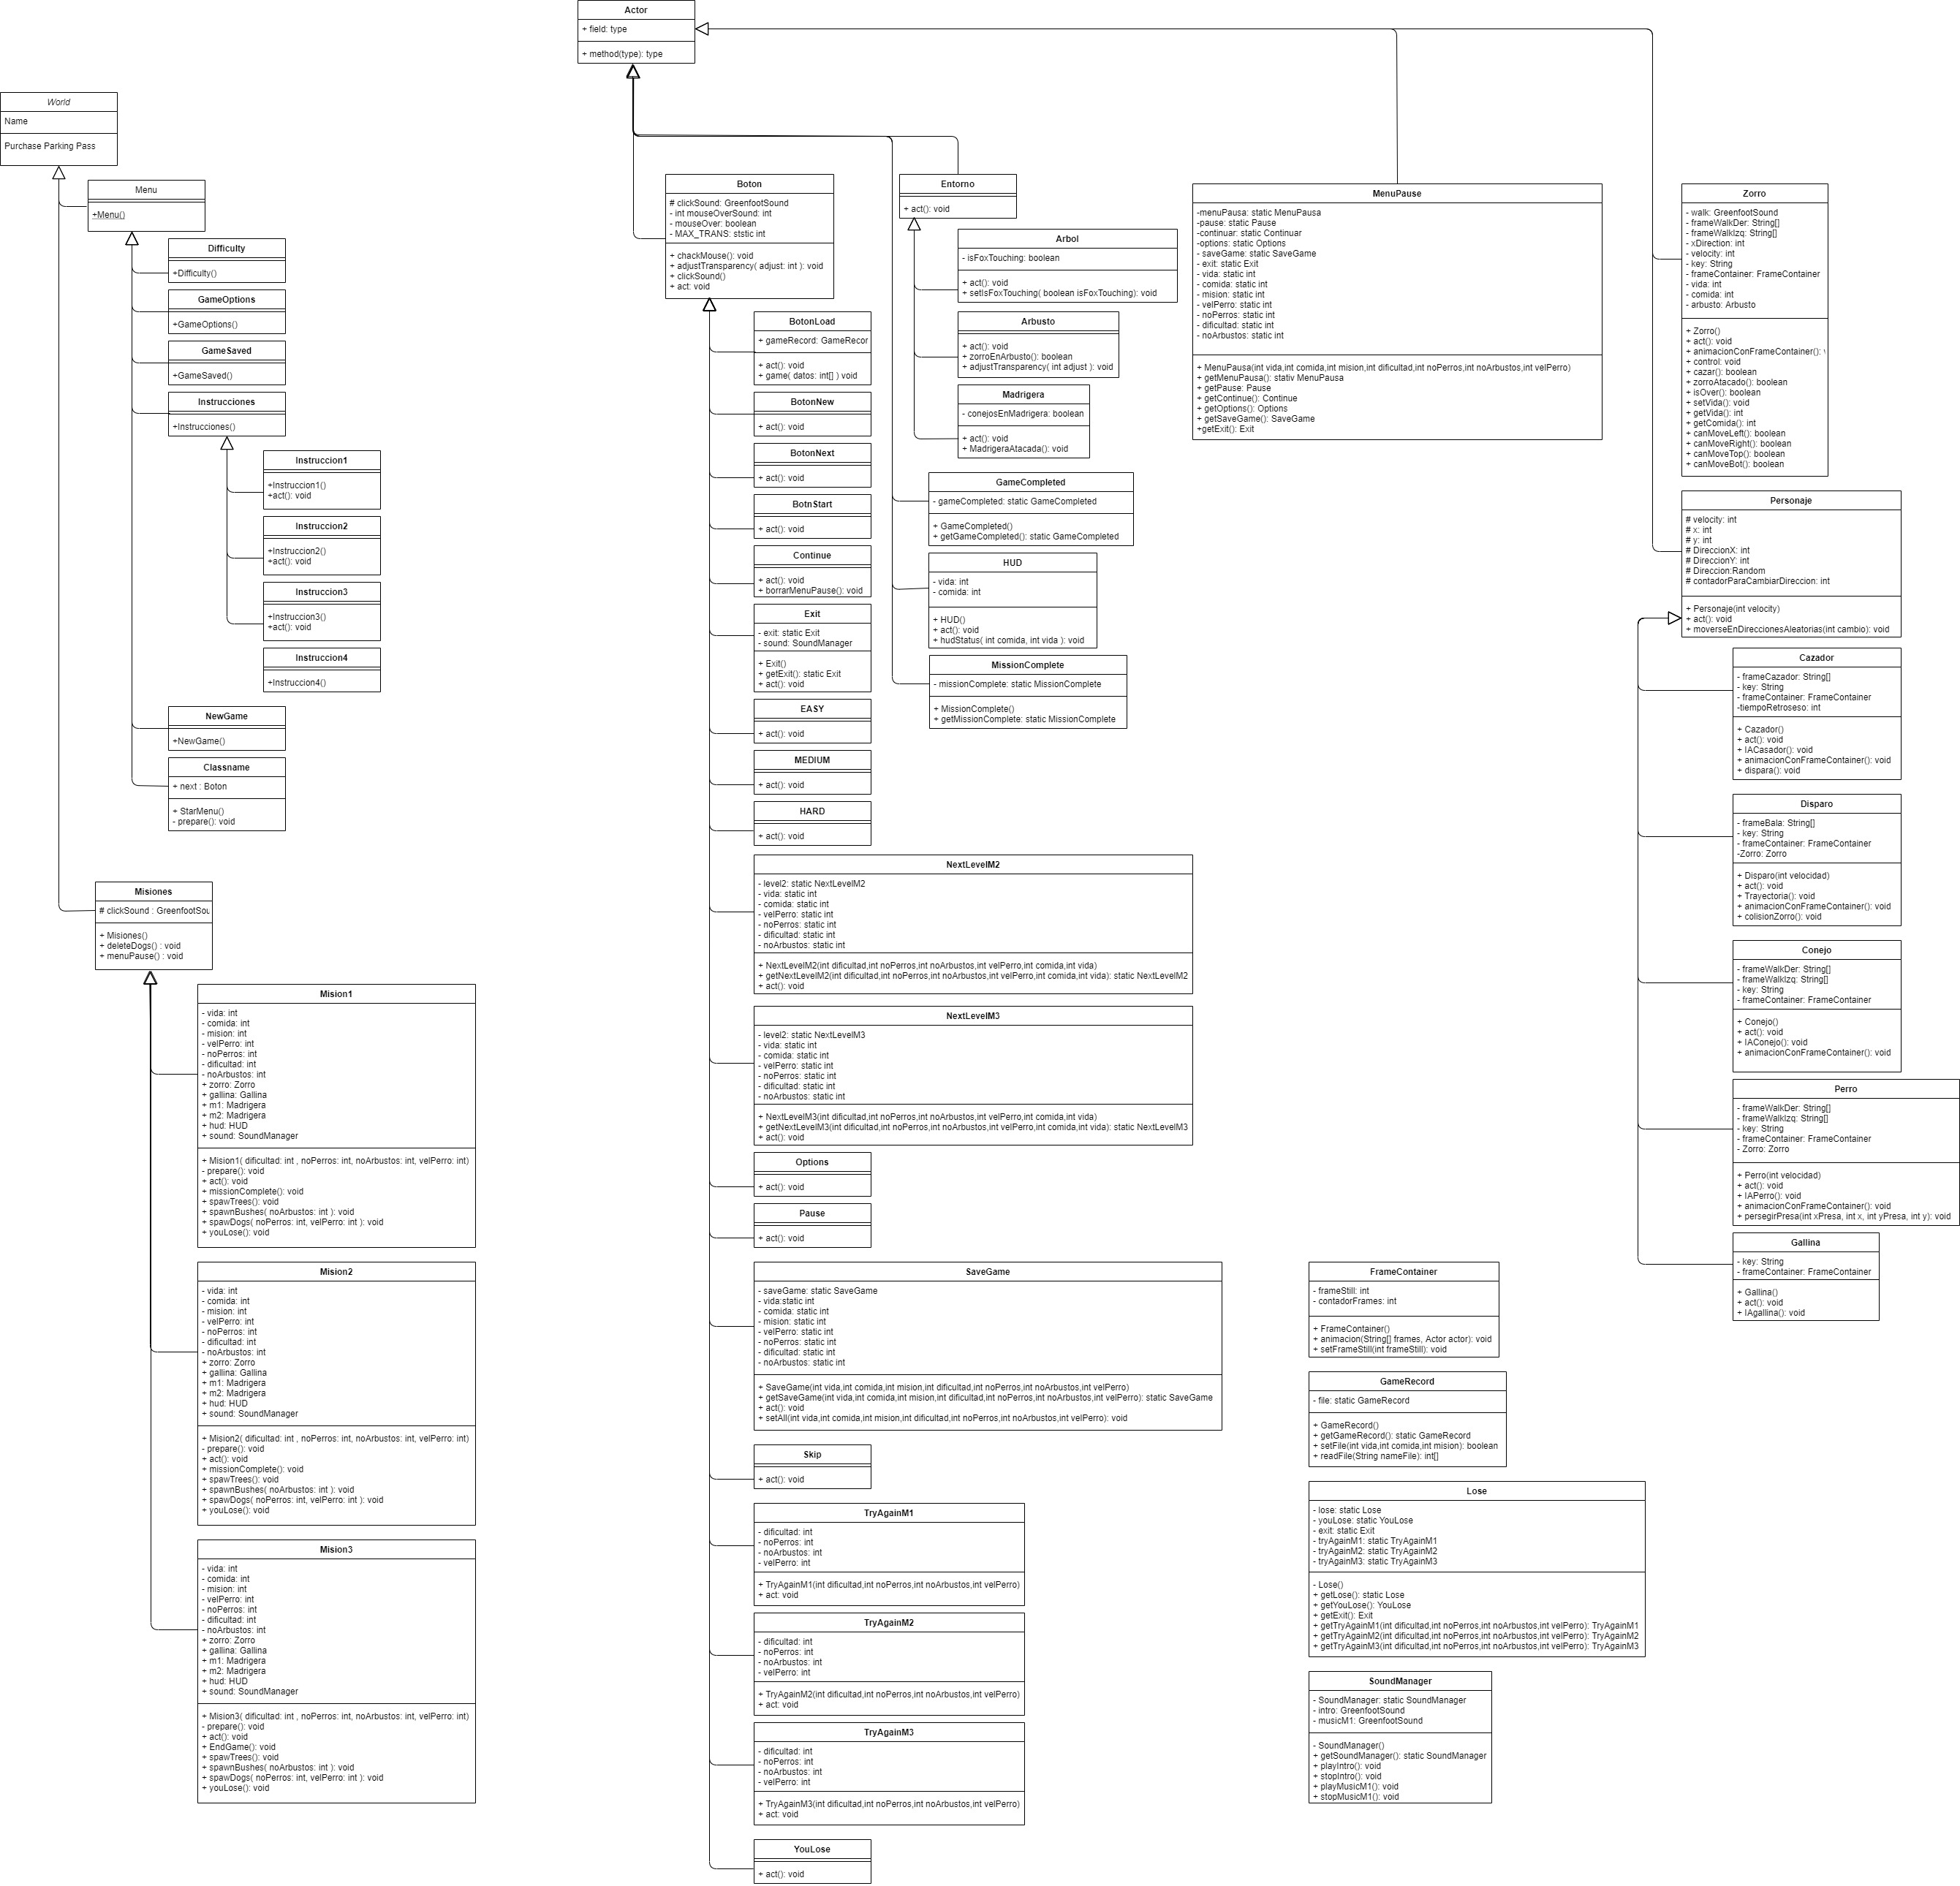 Actor
+ field: type
+ method(type): type
World
Name
Purchase Parking Pass
Menu
+Menu()
Difficulty
+Difficulty()
GameOptions
+GameOptions()
GameSaved
+GameSaved()
Instrucciones
+Instrucciones()
Instruccion1
+Instruccion1()
+act(): void
Instruccion2
+Instruccion2()
+act(): void
Instruccion3
+Instruccion3()
+act(): void
Instruccion4
+Instruccion4()
NewGame
+NewGame()
Classname
+ next : Boton
+ StarMenu()
- prepare(): void
Misiones
# clickSound : GreenfootSou
+ Misiones()
+ deleteDogs() : void
+ menuPause() : void
Mision1
- vida: int
- comida: int
- mision: int
- velPerro: int
- noPerros: int
- dificultad: int
- noArbustos: int
+ zorro: Zorro
+ gallina: Gallina
+ m1: Madrigera
+ m2: Madrigera
+ hud: HUD
+ sound: SoundManager
+ Mision1( dificultad: int , noPerros: int, noArbustos: int, velPerro: int)
- prepare(): void
+ act(): void
+ missionComplete(): void
+ spawTrees(): void
+ spawnBushes( noArbustos: int ): void
+ spawDogs( noPerros: int, velPerro: int ): void
+ youLose(): void
Mision2
- vida: int
- comida: int
- mision: int
- velPerro: int
- noPerros: int
- dificultad: int
- noArbustos: int
+ zorro: Zorro
+ gallina: Gallina
+ m1: Madrigera
+ m2: Madrigera
+ hud: HUD
+ sound: SoundManager
+ Mision2( dificultad: int , noPerros: int, noArbustos: int, velPerro: int)
- prepare(): void
+ act(): void
+ missionComplete(): void
+ spawTrees(): void
+ spawnBushes( noArbustos: int ): void
+ spawDogs( noPerros: int, velPerro: int ): void
+ youLose(): void
Mision3
- vida: int
- comida: int
- mision: int
- velPerro: int
- noPerros: int
- dificultad: int
- noArbustos: int
+ zorro: Zorro
+ gallina: Gallina
+ m1: Madrigera
+ m2: Madrigera
+ hud: HUD
+ sound: SoundManager
+ Mision3( dificultad: int , noPerros: int, noArbustos: int, velPerro: int)
- prepare(): void
+ act(): void
+ EndGame(): void
+ spawTrees(): void
+ spawnBushes( noArbustos: int ): void
+ spawDogs( noPerros: int, velPerro: int ): void
+ youLose(): void
Boton
# clickSound: GreenfootSound
- int mouseOverSound: int
- mouseOver: boolean
- MAX_TRANS: ststic int
+ chackMouse(): void
+ adjustTransparency( adjust: int ): void
+ clickSound()
+ act: void
BotonLoad
+ gameRecord: GameRecor
+ act(): void
+ game( datos: int[] ) void
BotonNew
+ act(): void
BotonNext
+ act(): void
BotnStart
+ act(): void
Continue
+ act(): void
+ borrarMenuPause(): void
Exit
- exit: static Exit
- sound: SoundManager
+ Exit()
+ getExit(): static Exit
+ act(): void
EASY
+ act(): void
MEDIUM
+ act(): void
HARD
+ act(): void
NextLevelM2
- level2: static NextLevelM2
- vida: static int
- comida: static int
- velPerro: static int
- noPerros: static int
- dificultad: static int
- noArbustos: static int
+ NextLevelM2(int dificultad,int noPerros,int noArbustos,int velPerro,int comida,int vida)
+ getNextLevelM2(int dificultad,int noPerros,int noArbustos,int velPerro,int comida,int vida): static NextLevelM2
+ act(): void
NextLevelM3
- level2: static NextLevelM3
- vida: static int
- comida: static int
- velPerro: static int
- noPerros: static int
- dificultad: static int
- noArbustos: static int
+ NextLevelM3(int dificultad,int noPerros,int noArbustos,int velPerro,int comida,int vida)
+ getNextLevelM3(int dificultad,int noPerros,int noArbustos,int velPerro,int comida,int vida): static NextLevelM3
+ act(): void
Options
+ act(): void
Pause
+ act(): void
SaveGame
- saveGame: static SaveGame
- vida:static int
- comida: static int
- mision: static int
- velPerro: static int
- noPerros: static int
- dificultad: static int
- noArbustos: static int
+ SaveGame(int vida,int comida,int mision,int dificultad,int noPerros,int noArbustos,int velPerro)
+ getSaveGame(int vida,int comida,int mision,int dificultad,int noPerros,int noArbustos,int velPerro): static SaveGame
+ act(): void
+ setAll(int vida,int comida,int mision,int dificultad,int noPerros,int noArbustos,int velPerro): void
Skip
+ act(): void
TryAgainM1
- dificultad: int
- noPerros: int
- noArbustos: int
- velPerro: int
+ TryAgainM1(int dificultad,int noPerros,int noArbustos,int velPerro)
+ act: void
TryAgainM2
- dificultad: int
- noPerros: int
- noArbustos: int
- velPerro: int
+ TryAgainM2(int dificultad,int noPerros,int noArbustos,int velPerro)
+ act: void
TryAgainM3
- dificultad: int
- noPerros: int
- noArbustos: int
- velPerro: int
+ TryAgainM3(int dificultad,int noPerros,int noArbustos,int velPerro)
+ act: void
YouLose
+ act(): void
Entorno
+ act(): void
Arbol
- isFoxTouching: boolean
+ act(): void
+ setIsFoxTouching( boolean isFoxTouching): void
Arbusto
+ act(): void
+ zorroEnArbusto(): boolean
+ adjustTransparency( int adjust ): void
Madrigera
- conejosEnMadrigera: boolean
+ act(): void
+ MadrigeraAtacada(): void
GameCompleted
- gameCompleted: static GameCompleted
+ GameCompleted()
+ getGameCompleted(): static GameCompleted
HUD
- vida: int
- comida: int
+ HUD()
+ act(): void
+ hudStatus( int comida, int vida ): void
MissionComplete
- missionComplete: static MissionComplete
+ MissionComplete()
+ getMissionComplete: static MissionComplete
MenuPause
-menuPausa: static MenuPausa
-pause: static Pause
-continuar: static Continuar
-options: static Options
- saveGame: static SaveGame
- exit: static Exit
- vida: static int
- comida: static int
- mision: static int
- velPerro: static int
- noPerros: static int
- dificultad: static int
- noArbustos: static int
+ MenuPausa(int vida,int comida,int mision,int dificultad,int noPerros,int noArbustos,int velPerro)
+ getMenuPausa(): stativ MenuPausa
+ getPause: Pause
+ getContinue(): Continue
+ getOptions(): Options
+ getSaveGame(): SaveGame
+getExit(): Exit
Zorro
- walk: GreenfootSound
- frameWalkDer: String[]
- frameWalkIzq: String[]
- xDirection: int
- velocity: int
- key: String
- frameContainer: FrameContainer
- vida: int
- comida: int
- arbusto: Arbusto
+ Zorro()
+ act(): void
+ animacionConFrameContainer():
+ control: void
+ cazar(): boolean
+ zorroAtacado(): boolean
+ isOver(): boolean
+ setVida(): void
+ getVida(): int
+ getComida(): int
+ canMoveLeft(): boolean
+ canMoveRight(): boolean
+ canMoveTop(): boolean
+ canMoveBot(): boolean
Personaje
# velocity: int
# x: int
# y: int
# DireccionX: int
# DireccionY: int
# Direccion:Random
# contadorParaCambiarDireccion: int
+ Personaje(int velocity)
+ act(): void
+ moverseEnDireccionesAleatorias(int cambio): void
Cazador
- frameCazador: String[]
- key: String
- frameContainer: FrameContainer
-tiempoRetroseso: int
+ Cazador()
+ act(): void
+ IACasador(): void
+ animacionConFrameContainer(): void
+ dispara(): void
Disparo
- frameBala: String[]
- key: String
- frameContainer: FrameContainer
-Zorro: Zorro
+ Disparo(int velocidad)
+ act(): void
+ Trayectoria(): void
+ animacionConFrameContainer(): void
+ colisionZorro(): void
Conejo
- frameWalkDer: String[]
- frameWalkIzq: String[]
- key: String
- frameContainer: FrameContainer
+ Conejo()
+ act(): void
+ IAConejo(): void
+ animacionConFrameContainer(): void
Perro
- frameWalkDer: String[]
- frameWalkIzq: String[]
- key: String
- frameContainer: FrameContainer
- Zorro: Zorro
+ Perro(int velocidad)
+ act(): void
+ IAPerro(): void
+ animacionConFrameContainer(): void
+ persegirPresa(int xPresa, int x, int yPresa, int y): void
Gallina
- key: String
- frameContainer: FrameContainer
+ Gallina()
+ act(): void
+ IAgallina(): void
FrameContainer
- frameStill: int
- contadorFrames: int
+ FrameContainer()
+ animacion(String[] frames, Actor actor): void
+ setFrameStill(int frameStill): void
GameRecord
- file: static GameRecord
+ GameRecord()
+ getGameRecord(): static GameRecord
+ setFile(int vida,int comida,int mision): boolean
+ readFile(String nameFile): int[]
Lose
- lose: static Lose
- youLose: static YouLose
- exit: static Exit
- tryAgainM1: static TryAgainM1
- tryAgainM2: static TryAgainM2
- tryAgainM3: static TryAgainM3
- Lose()
+ getLose(): static Lose
+ getYouLose(): YouLose
+ getExit(): Exit
+ getTryAgainM1(int dificultad,int noPerros,int noArbustos,int velPerro): TryAgainM1
+ getTryAgainM2(int dificultad,int noPerros,int noArbustos,int velPerro): TryAgainM2
+ getTryAgainM3(int dificultad,int noPerros,int noArbustos,int velPerro): TryAgainM3
SoundManager
- SoundManager: static SoundManager
- intro: GreenfootSound
- musicM1: GreenfootSound
- SoundManager()
+ getSoundManager(): static SoundManager
+ playIntro(): void
+ stopIntro(): void
+ playMusicM1(): void
+ stopMusicM1(): void